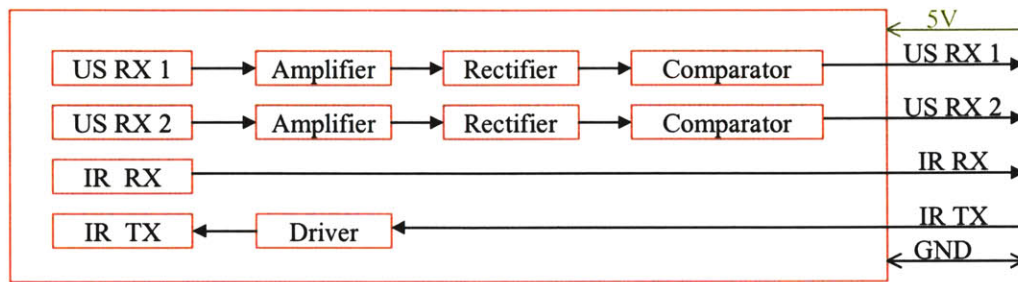 5V
US RX 1 Amplifier Rectifier Comparator US RX 1
US RX 2 Amplifier Rectifier Comparator US RX 2
IR RX IR RX
IR TX Driver IR TX
GND